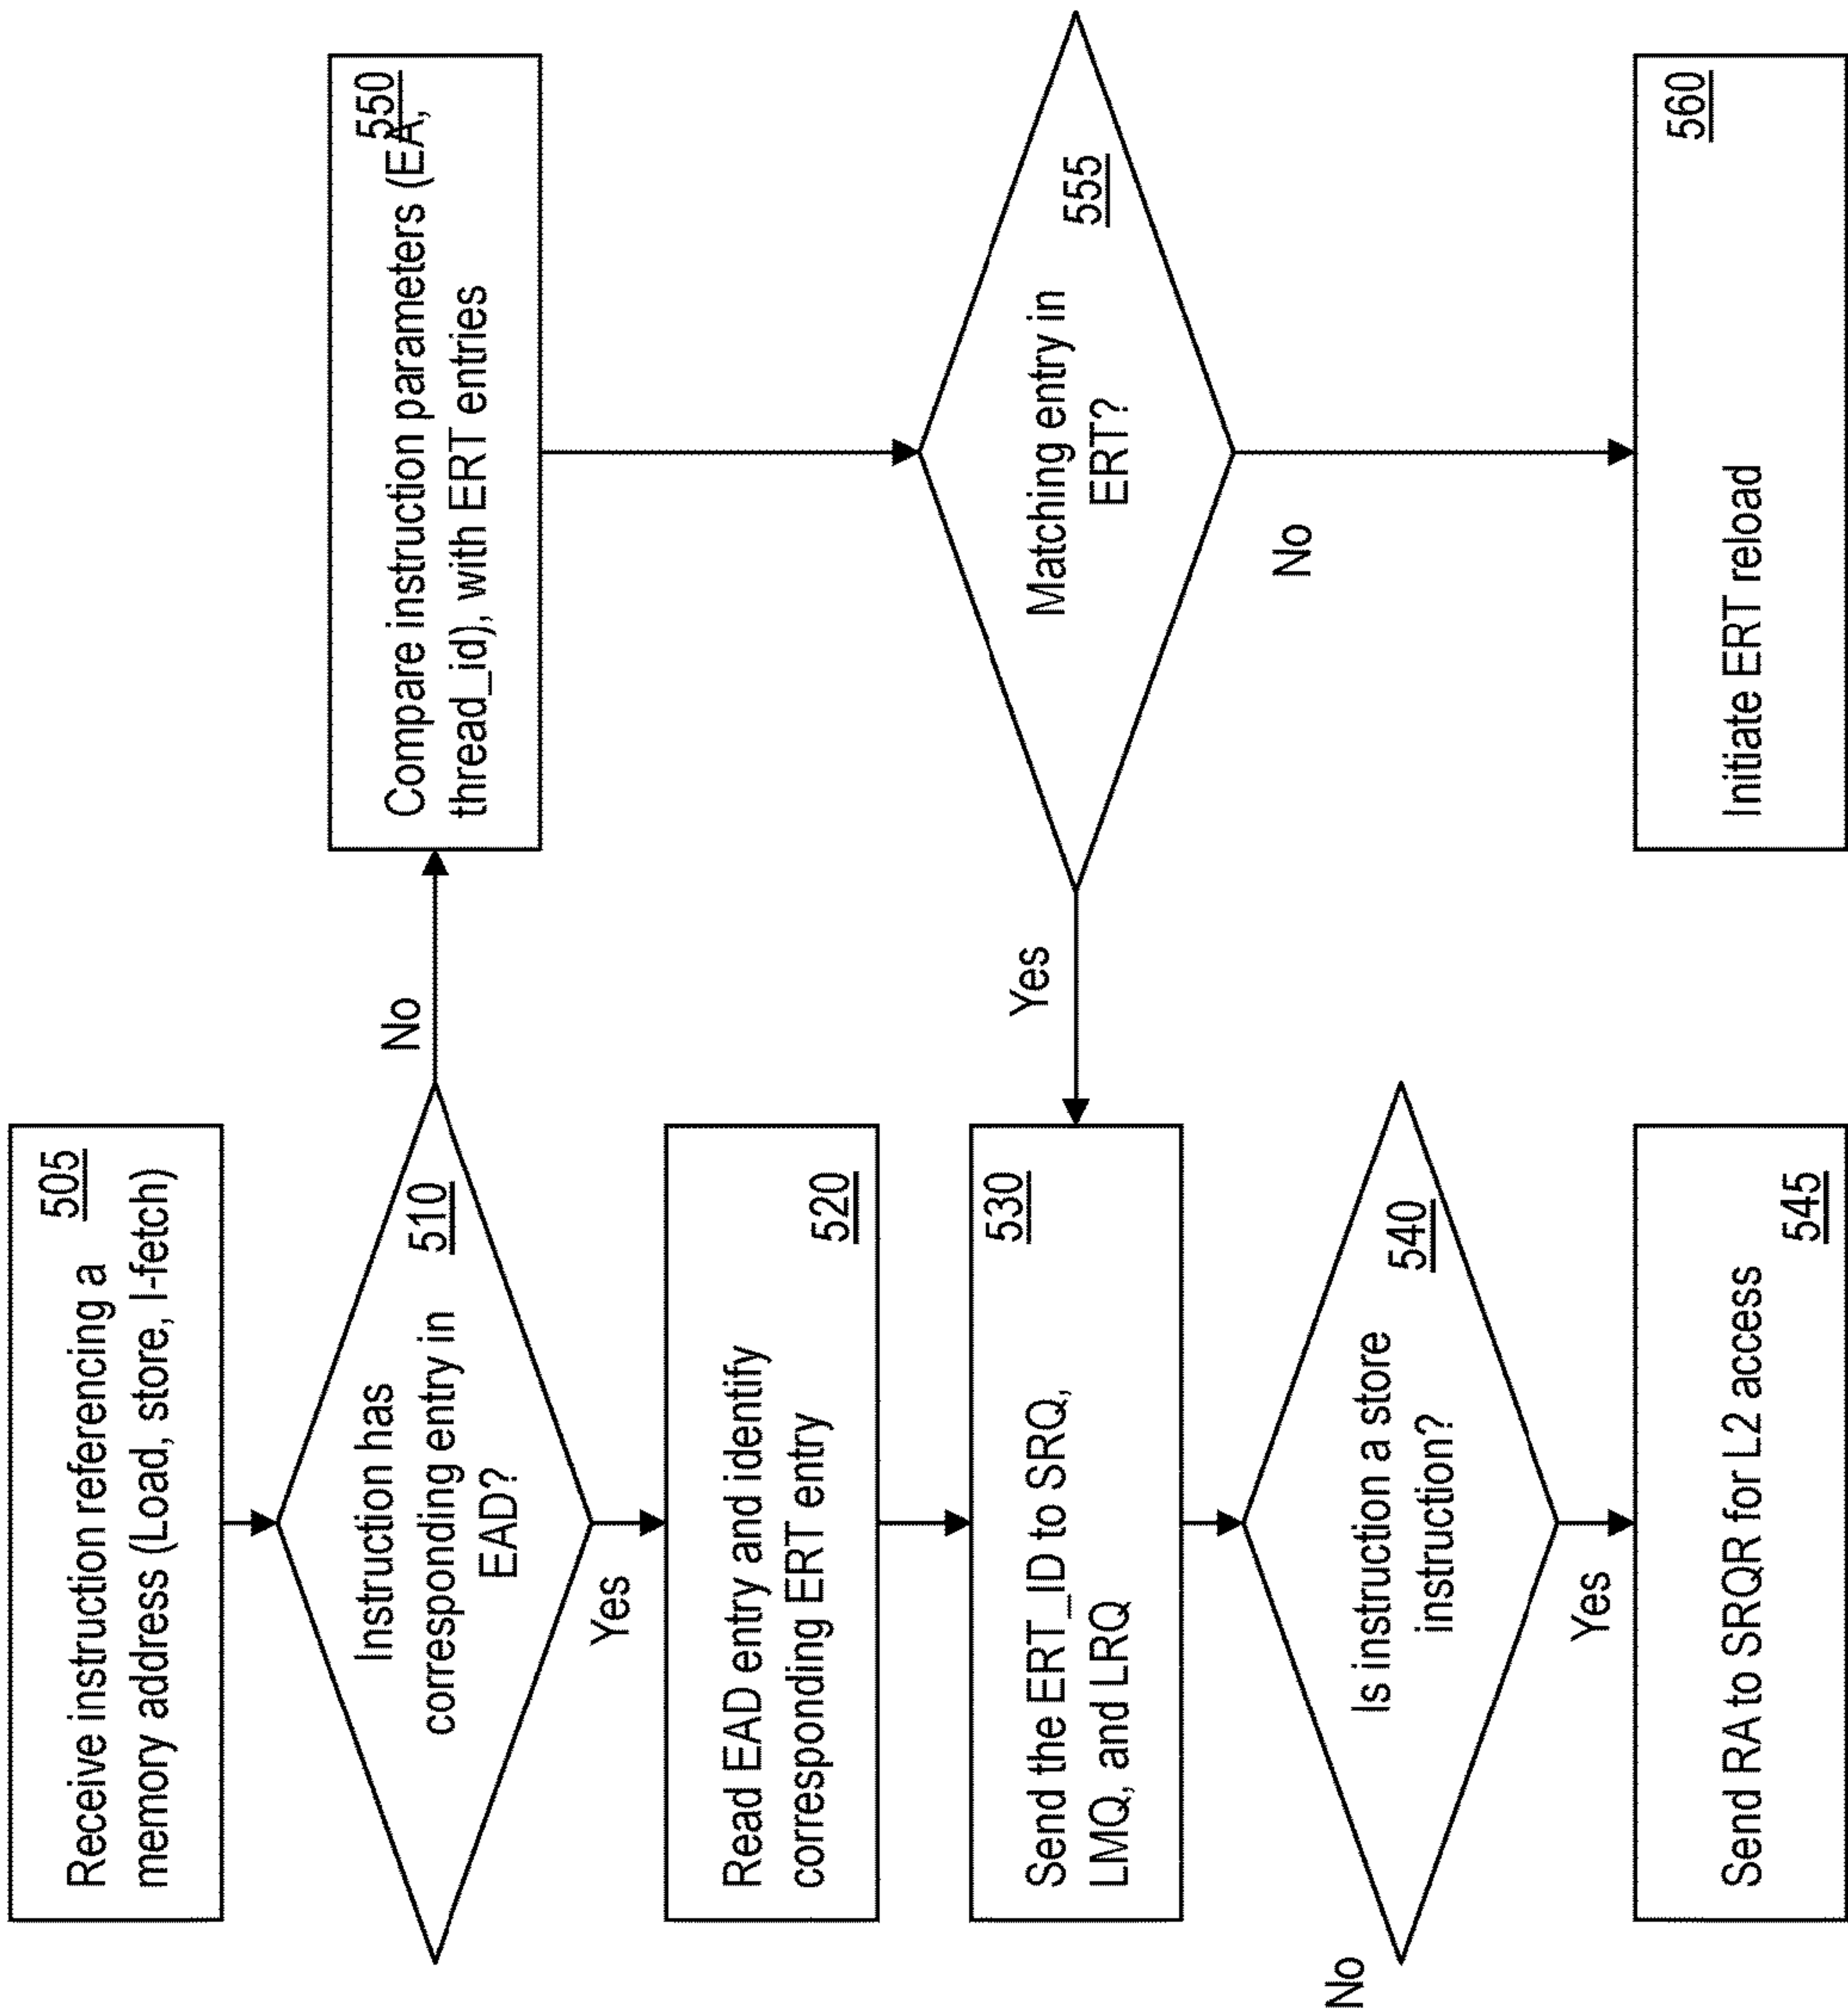 505
Receive instruction referencing a
memory address (Load, store, I-fetch)
510
Instruction has
corresponding entry in
EAD?
No
Yes
550
Compare instruction parameters (EA,
thread_id), with ERT entries
Read EAD entry and identify
corresponding ERT entry
520
555
Matching entry in
ERT?
Yes
No
530
Send the ERT_ID to SRQ,
LMQ, and LRQ
540
Is instruction a store
instruction?
No
Yes
Send RA to SRQR for L2 access
545
560
Initiate ERT reload